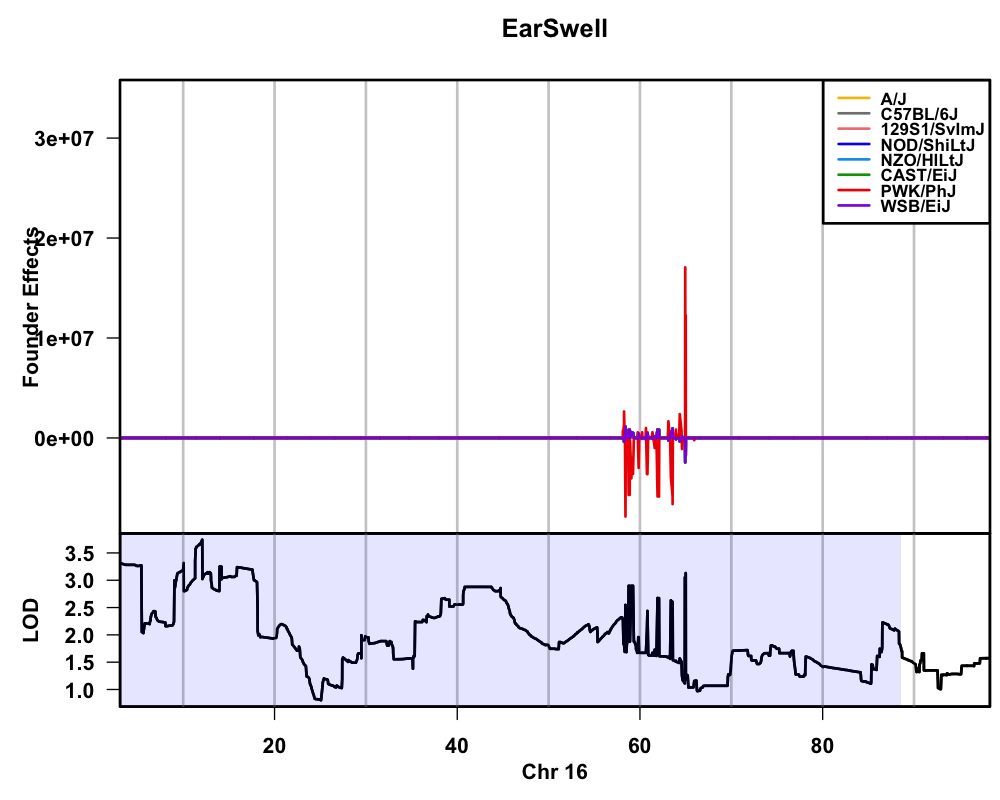 EarSwell
A/J
C57BL/6J
129S1/SvImJ
NOD/ShiLtJ
NZO/HlLtJ
CAST/EiJ
PWK/PhJ
WSB/EiJ
Founder Effects
3e+07
2e+07
1e+07
0e+00
LOD
3.5
3.0
2.5
2.0
1.5
1.0
20 40 60 80
Chr 16